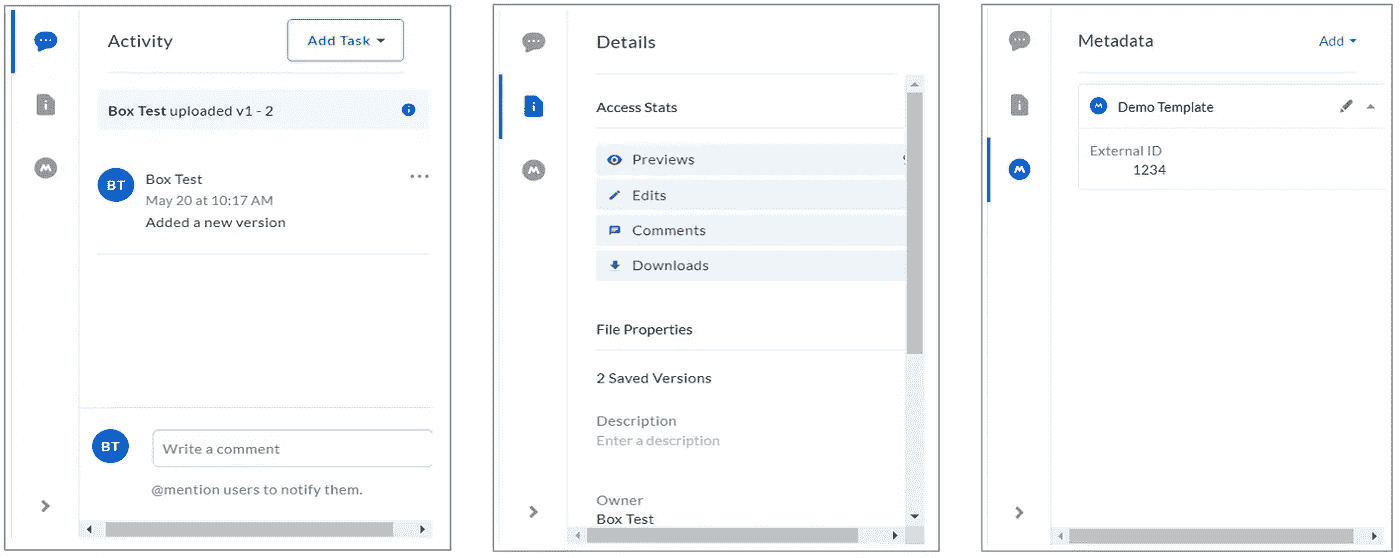 Activity
Add Task
Box Test uploaded v1 - 2
BT
Box Test
May 20 at 10:17 AM
Added a new version
BT
Write a comment
@mention users to notify them.
Details
Access Stats
Previews
Edits
Comments
Downloads
File Properties
2 Saved Versions
Description
Enter a description
Owner
Box Test
Metadata
Add
M
Demo Template
External ID
1234